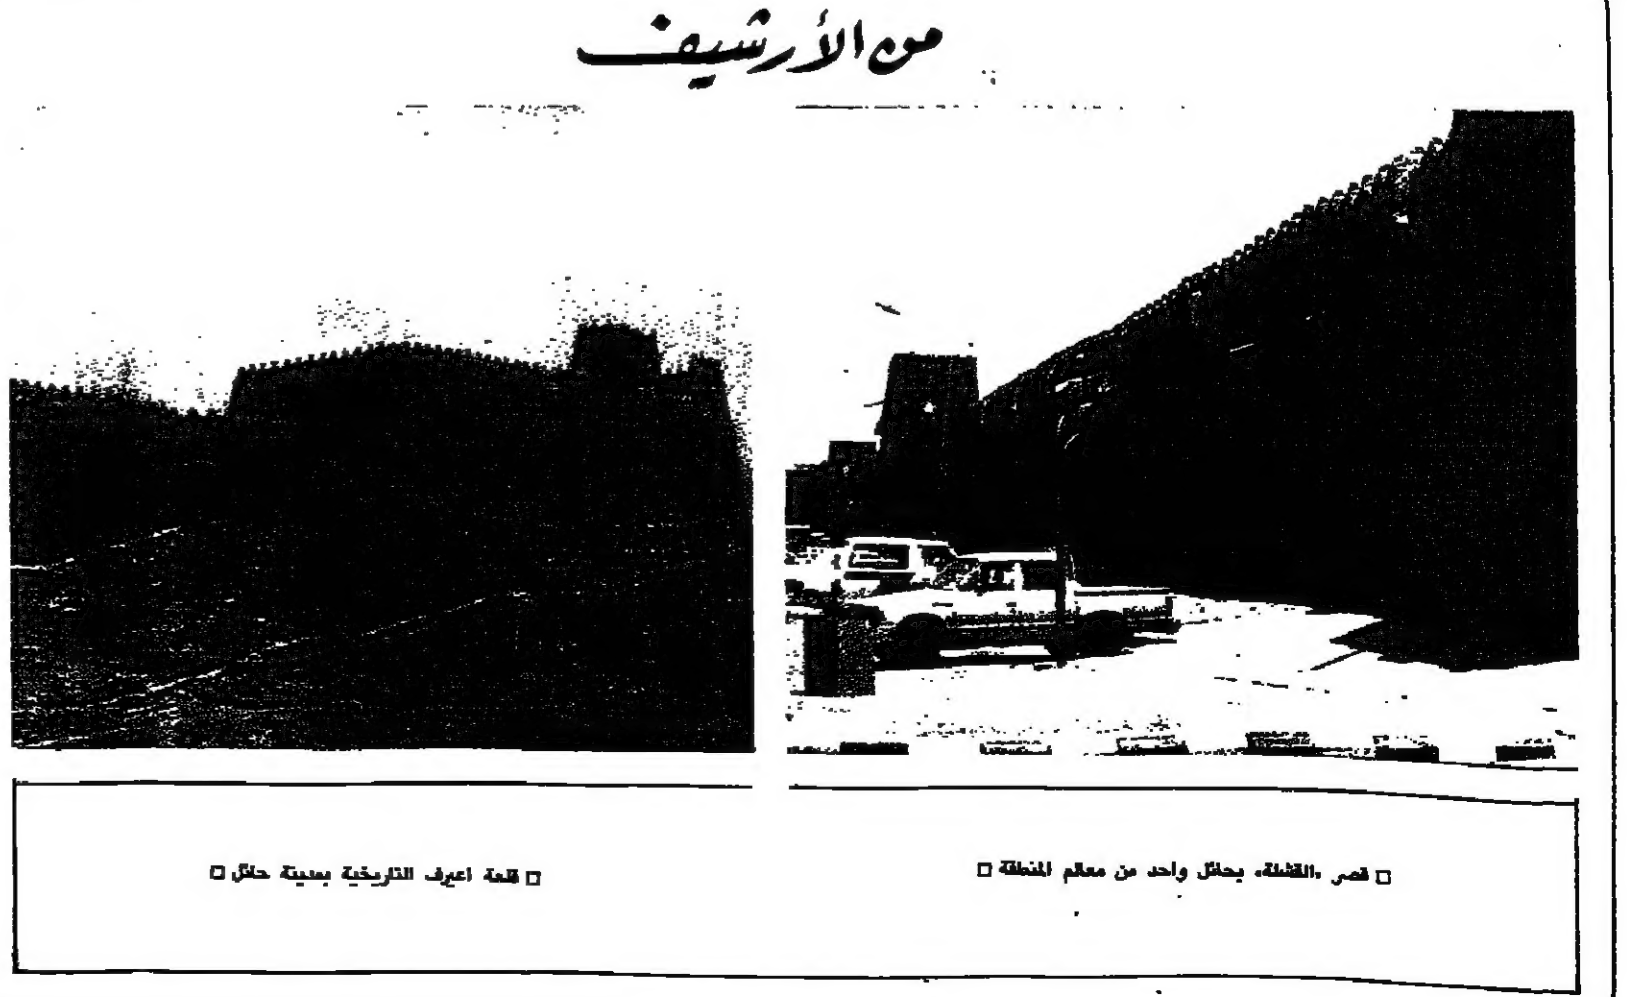 من الأرشيف
□ قصر «القشلة» بحائل واحد من معالم المنطقة □
□ قلعة اعيرف التاريخية بمدينة حائل □